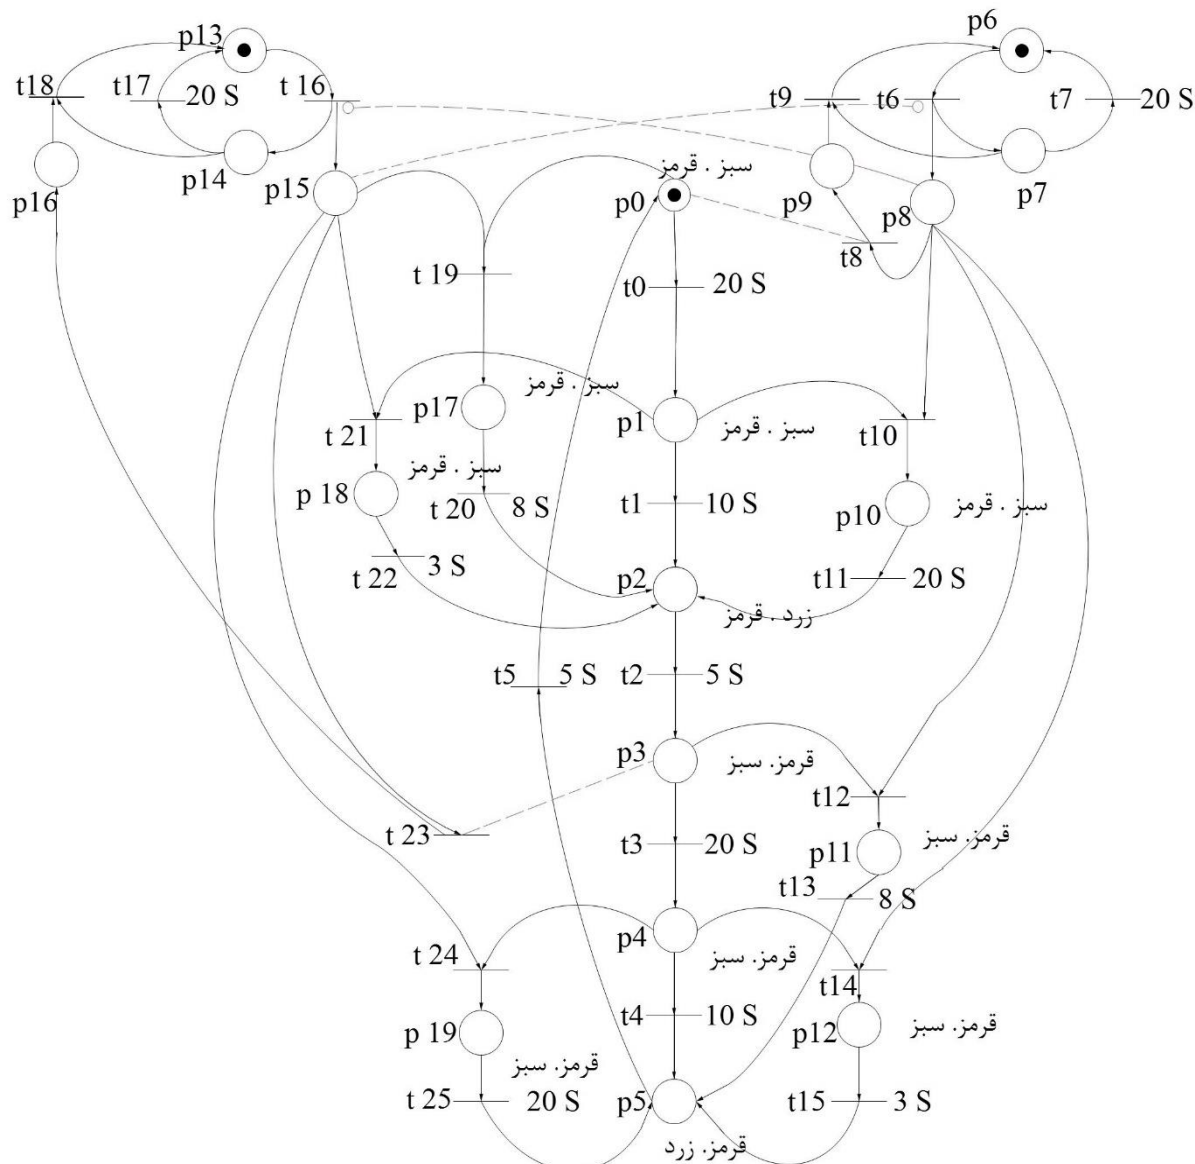 p13
p6
t18
t17
20 S
t 16
t9
t6
t7
20 S
p16
p14
p15
سبز . قرمز
p0
p9
p8
p7
t8
t 19
t0
20 S
p17
سبز . قرمز
p1
سبز . قرمز
t10
t 21
p 18
سبز . قرمز
t 20
8 S
t1
10 S
p10
سبز . قرمز
t 22
3 S
p2
زرد . قرمز
t11
20 S
t5
5 S
t2
5 S
p3
قرمز. سبز
t12
t 23
t3
20 S
p11
قرمز. سبز
t13
8 S
p4
قرمز. سبز
t 24
t14
p 19
قرمز. سبز
t4
10 S
p12
قرمز. سبز
t 25
20 S
p5
قرمز. زرد
t15
3 S